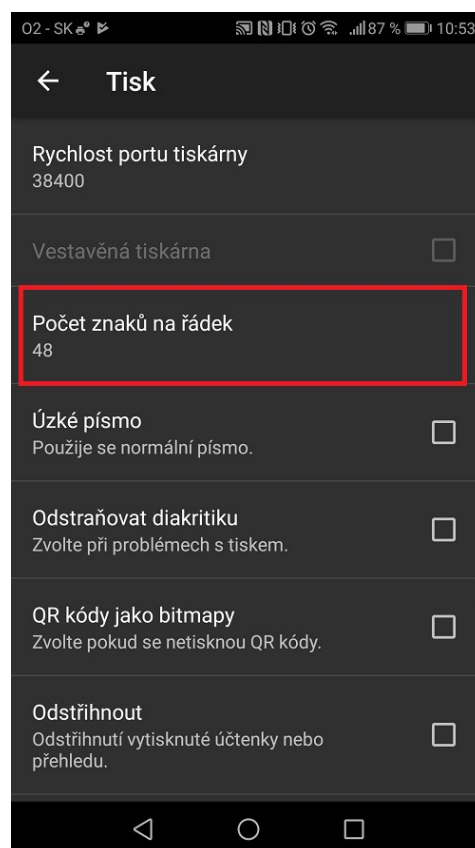 O2 - SK 87 % 10:53
Tisk
Rychlost portu tiskárny
38400
Vestavěná tiskárna
Počet znaků na řádek
48
Úzké písmo
Použije se normální písmo.
Odstraňovat diakritiku
Zvolte při problémech s tiskem.
QR kódy jako bitmapy
Zvolte pokud se netisknou QR kódy.
Odstřihnout
Odstřihnutí vytisknuté účtenky nebo
přehledu.